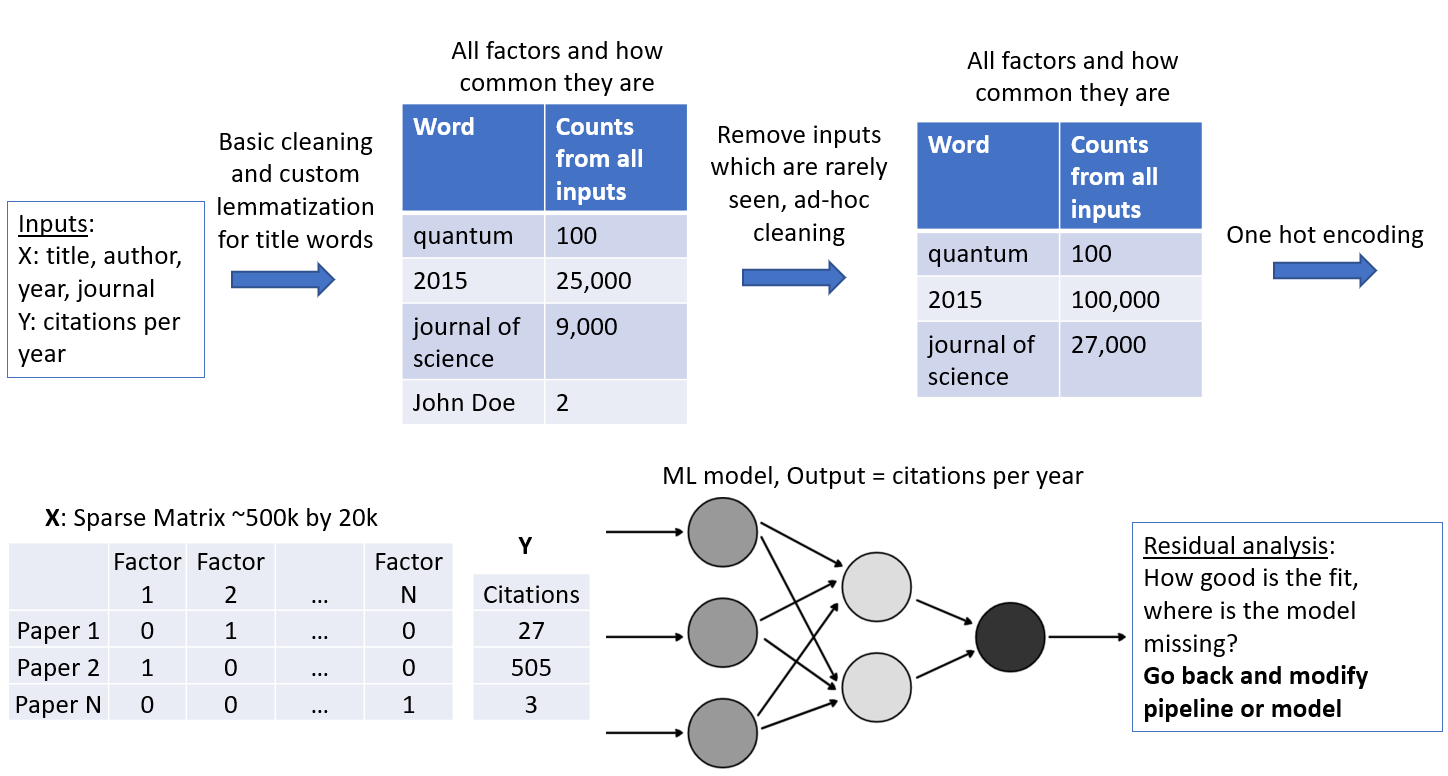 Inputs:
X: title, author,
year, journal
Y: citations per
year
Basic cleaning
and custom
lemmatization
for title words
All factors and how
common they are
Word
Counts
from all
inputs
quantum
100
2015
25,000
journal of
science
9,000
John Doe
2
Remove inputs
which are rarely
seen, ad-hoc
cleaning
All factors and how
common they are
Word
Counts
from all
inputs
quantum
100
2015
100,000
journal of
science
27,000
One hot encoding
X: Sparse Matrix ~500k by 20k
Factor
1
Factor
2
...
Factor
N
Paper 1
0
1
...
0
Paper 2
1
0
...
0
Paper N
0
0
...
1
Y
Citations
27
505
3
ML model, Output = citations per year
Residual analysis:
How good is the fit,
where is the model
missing?
Go back and modify
pipeline or model